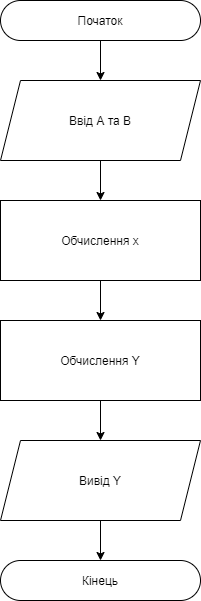 Початок
Ввід А та В
Обчислення х
Обчислення Y
Вивід Y
Кінець